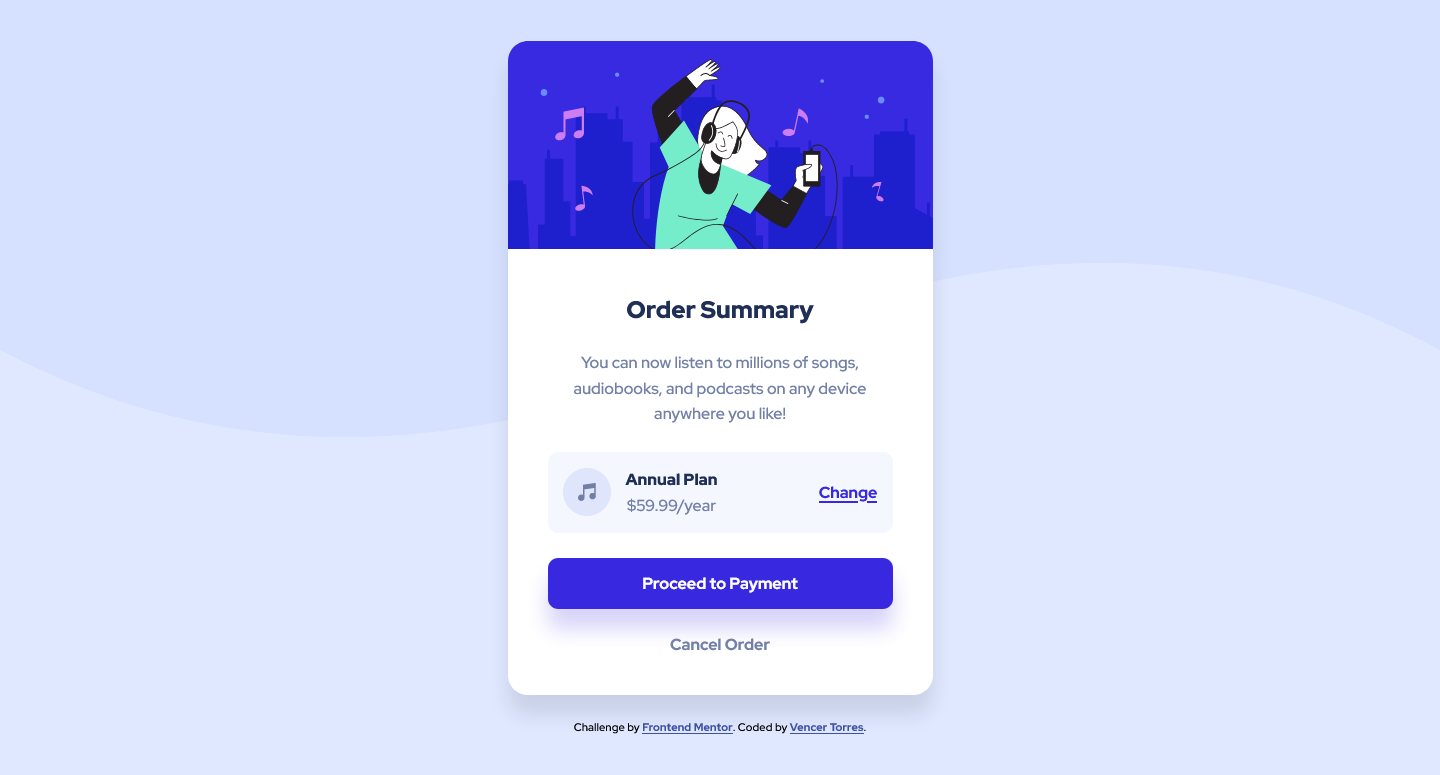 Order Summary
You can now listen to millions of songs,
audiobooks, and podcasts on any device
anywhere you like!
Annual Plan
$59.99/year
Change
Proceed to Payment
Cancel Order
Challenge by Frontend Mentor. Coded by Vencer Torres.